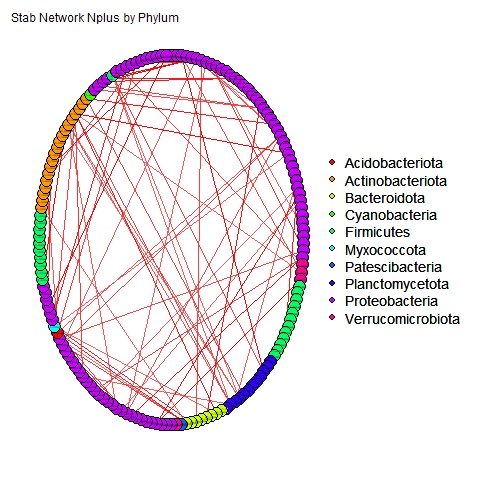 Stab Network Nplus by Phylum
Acidobacteriota
Actinobacteriota
Bacteroidota
Cyanobacteria
Firmicutes
Myxococcota
Patescibacteria
Planctomycetota
Proteobacteria
Verrucomicrobiota